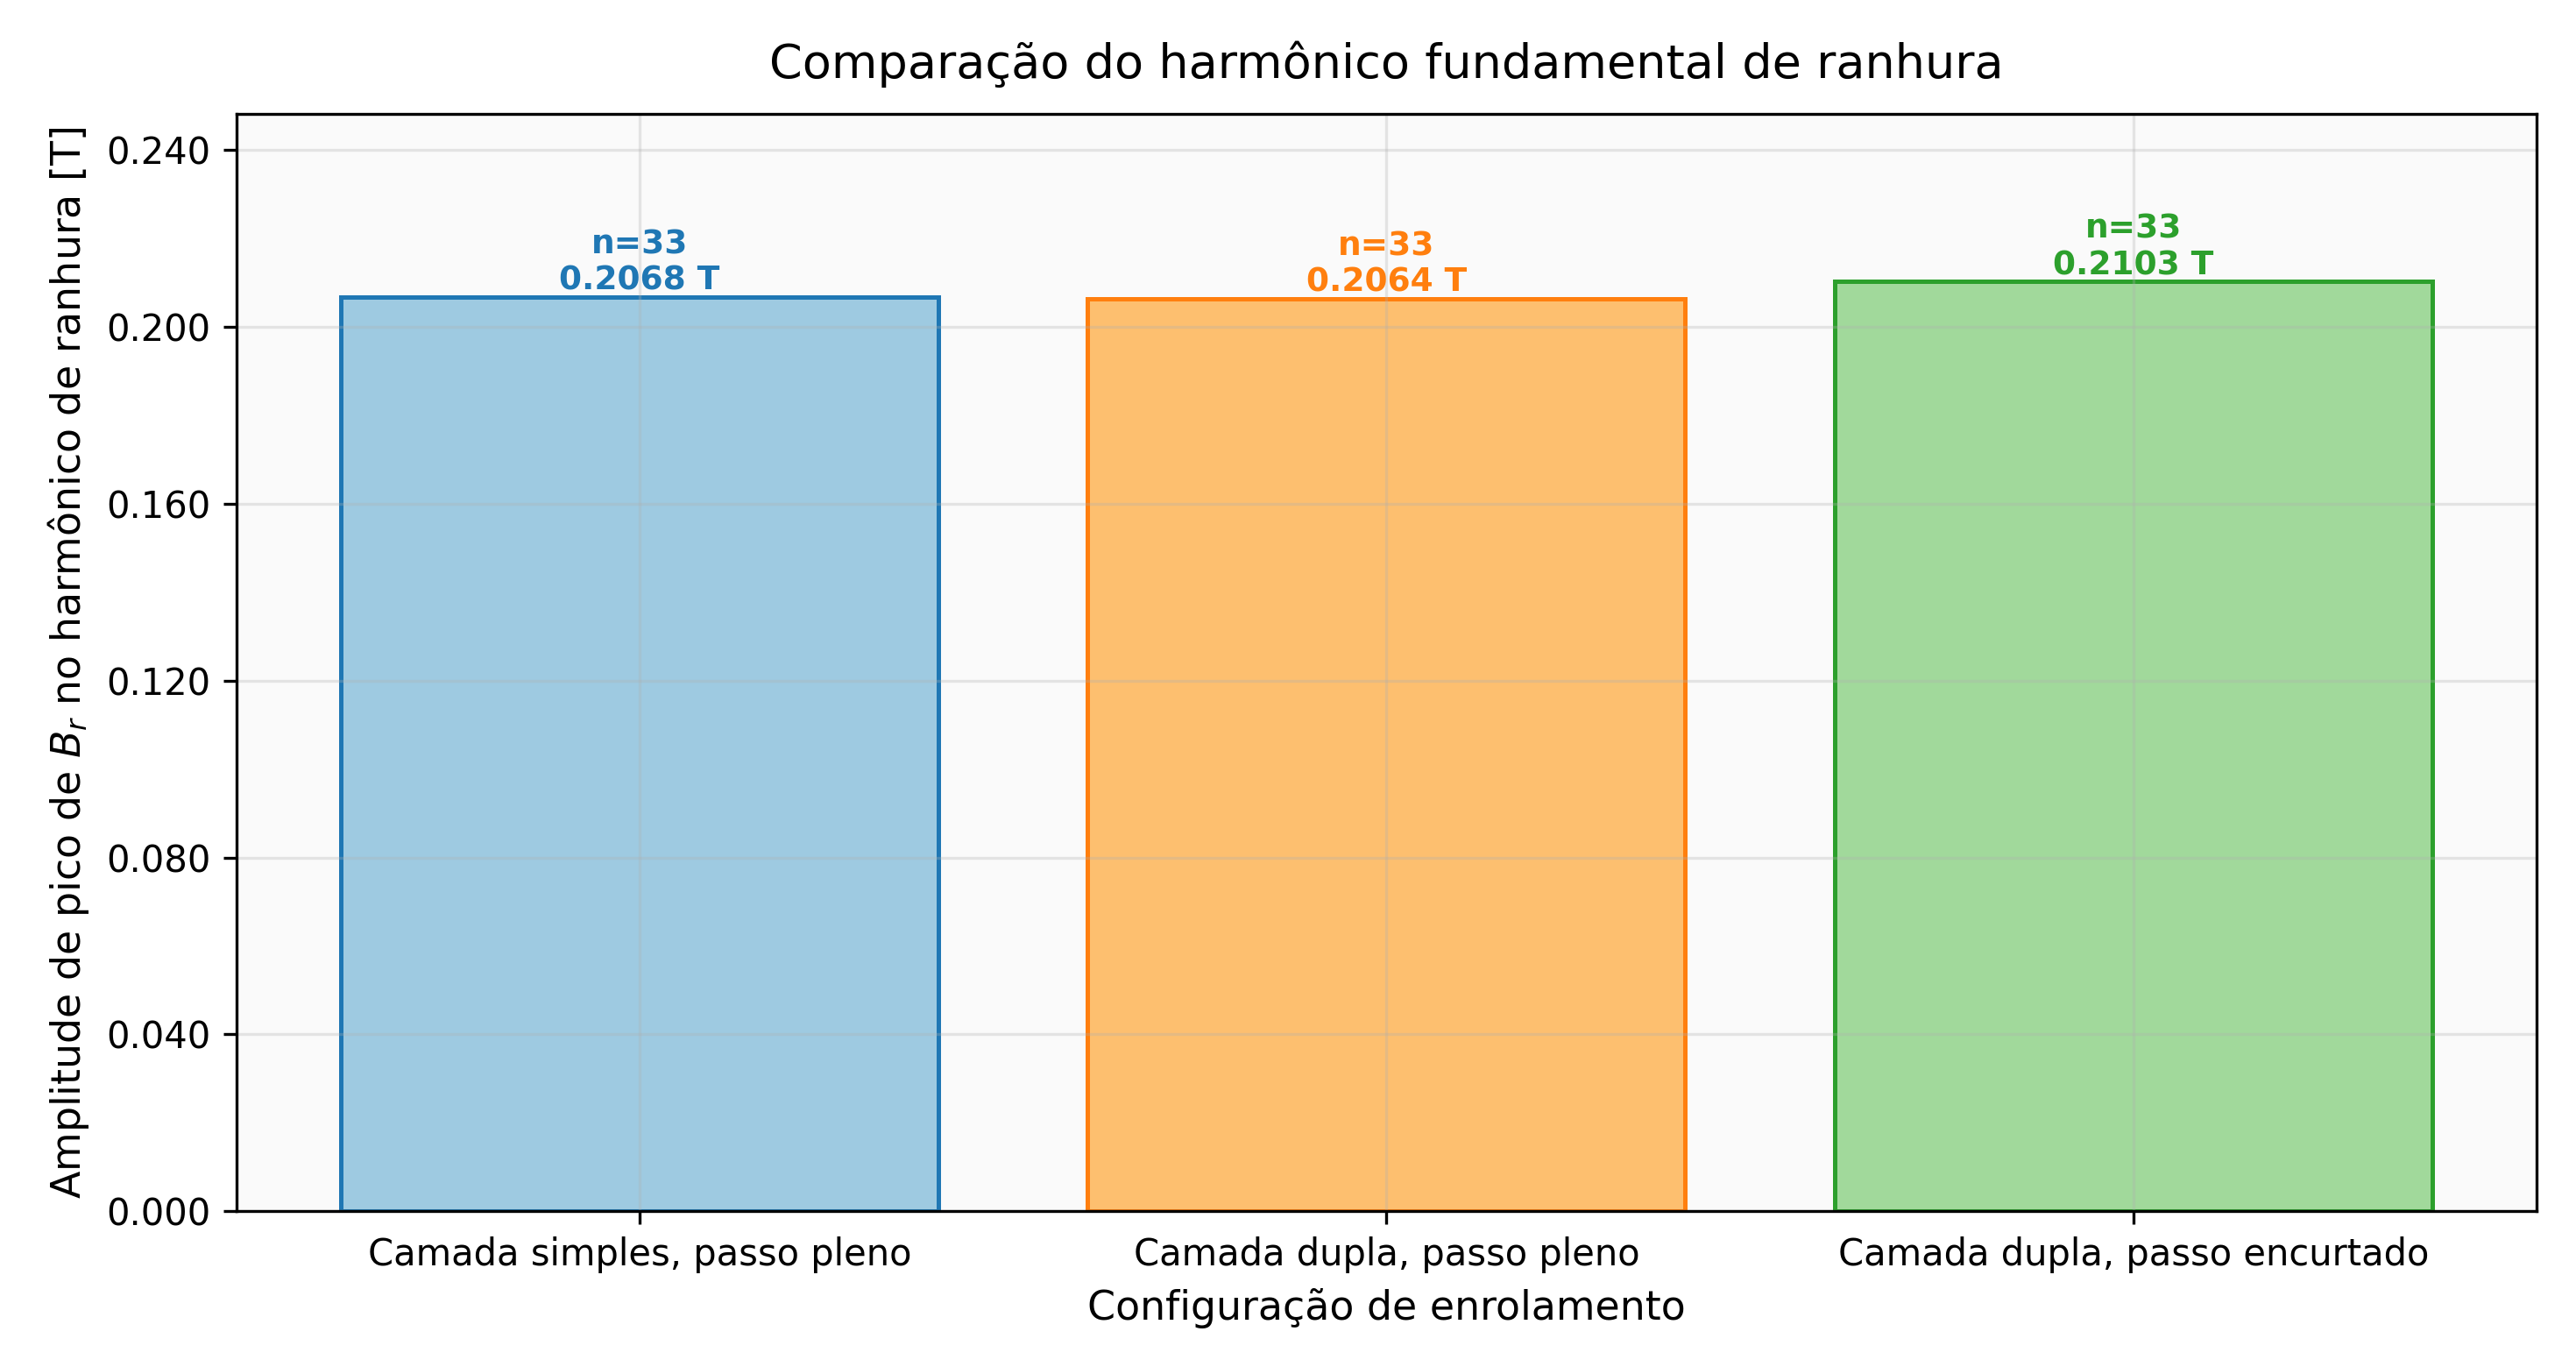 Comparação do harmônico fundamental de ranhura
Amplitude de pico de B_r no harmônico de ranhura [T]
0.240
0.200
0.160
0.120
0.080
0.040
0.000
n=33
0.2068 T
n=33
0.2064 T
n=33
0.2103 T
Camada simples, passo pleno
Camada dupla, passo pleno
Camada dupla, passo encurtado
Configuração de enrolamento